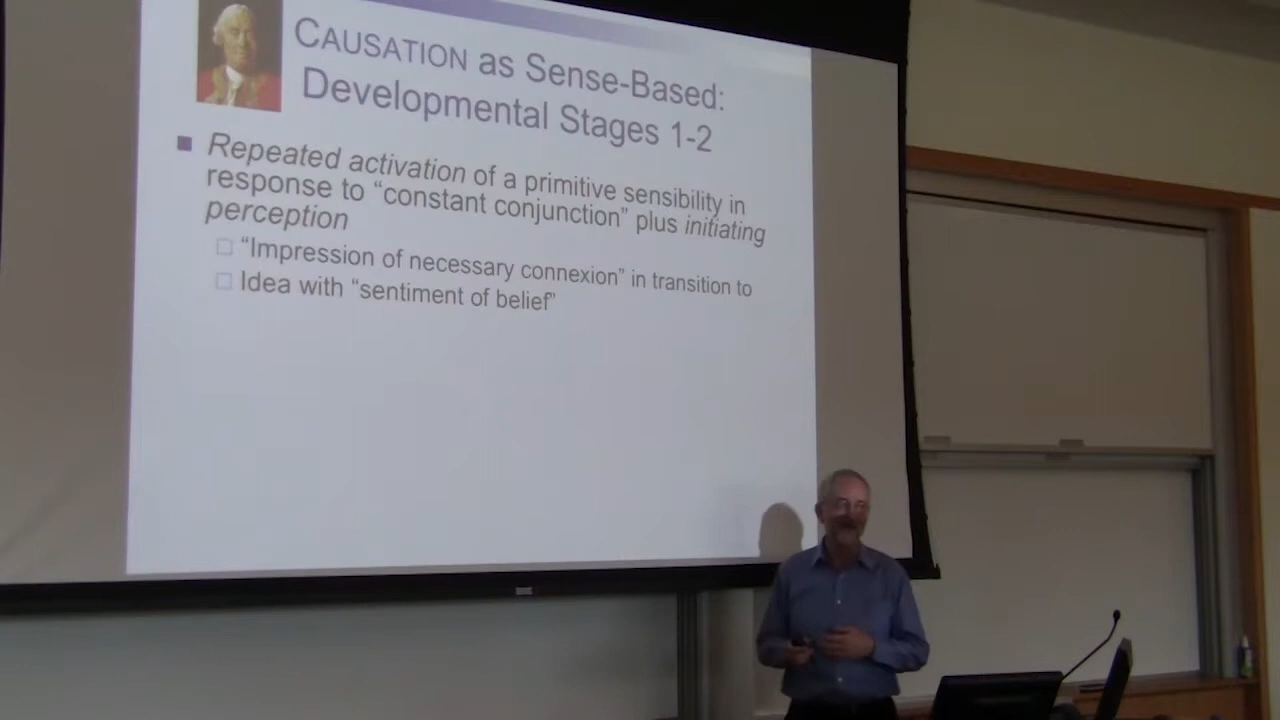 CAUSATION as Sense-Based:
Developmental Stages 1-2
Repeated activation of a primitive sensibility in
response to “constant conjunction” plus initiating
perception
“Impression of necessary connexion” in transition to
Idea with “sentiment of belief”